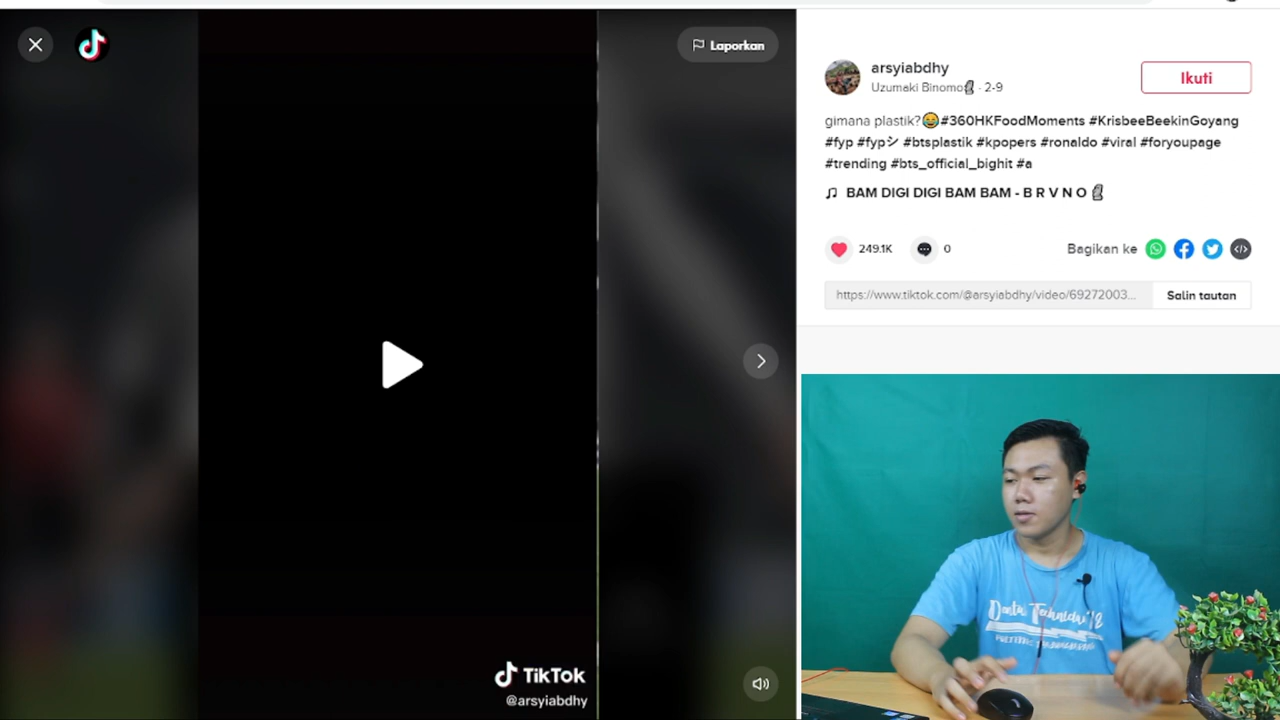 Laporkan
arsyiabdhy
Uzumaki Binomo🗿 · 2-9
Ikuti
gimana plastik?😂#360HKFoodMoments #KrisbeeBeekinGoyang
#fyp #fypシ #btsplastik #kpopers #ronaldo #viral #foryoupage
#trending #bts_official_bighit #a
♫ BAM DIGI DIGI BAM BAM - B R V N O 🗿
249.1K
0
Bagikan ke
https://www.tiktok.com/@arsyiabdhy/video/69272003...
Salin tautan
TikTok
@arsyiabdhy